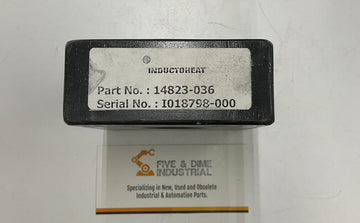 INDUCTOHEAT
Part No. : 14823-036
Serial No. : I018798-000
FIVE & DIME
INDUSTRIAL
Specializing in New, Used and Obsolete
Industrial & Automation Parts.